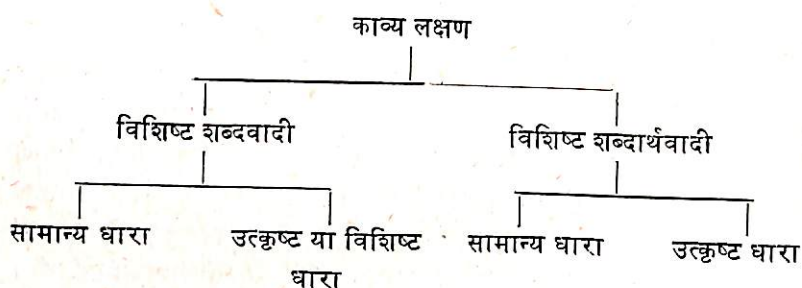 काव्य लक्षण
विशिष्ट शब्दवादी
विशिष्ट शब्दार्थवादी
सामान्य धारा
उत्कृष्ट या विशिष्ट
धारा
सामान्य धारा
उत्कृष्ट धारा